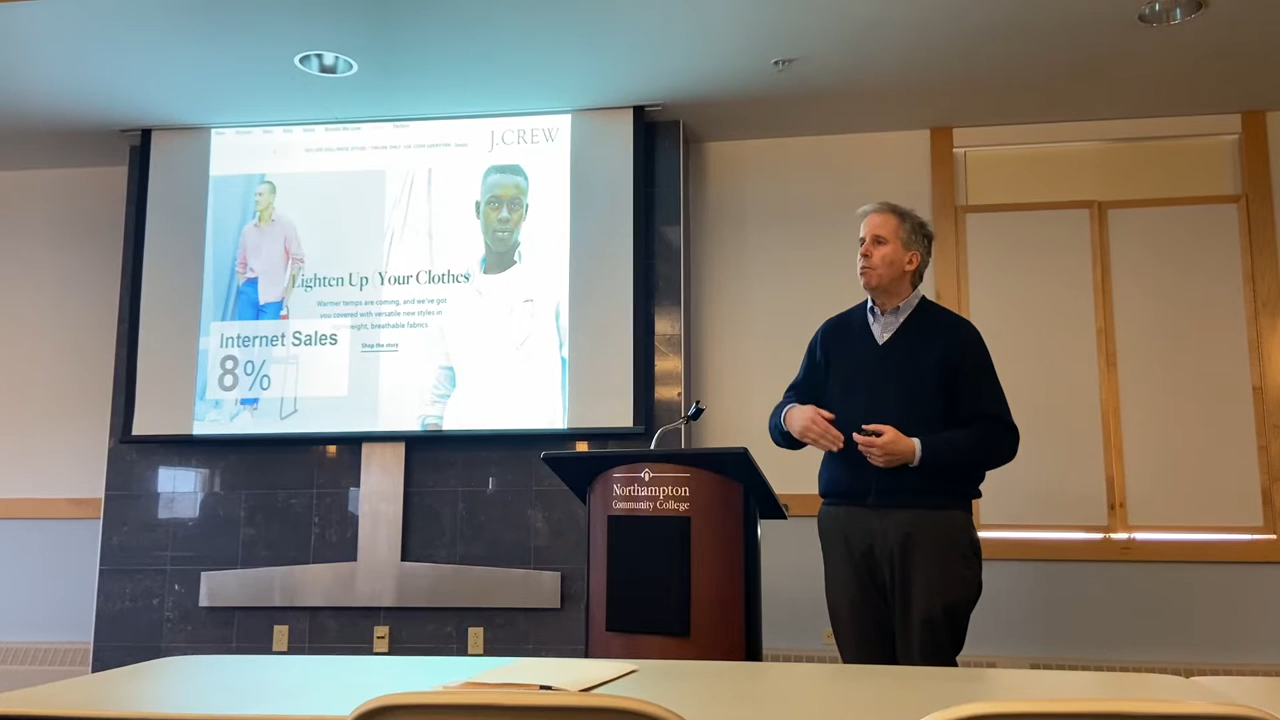 J.CREW
Lighten Up Your Clothes
Warmer temps are coming, and we've got
you covered with versatile new styles in
lightweight, breathable fabrics
Shop the story
Internet Sales
8%
Northampton
Community College